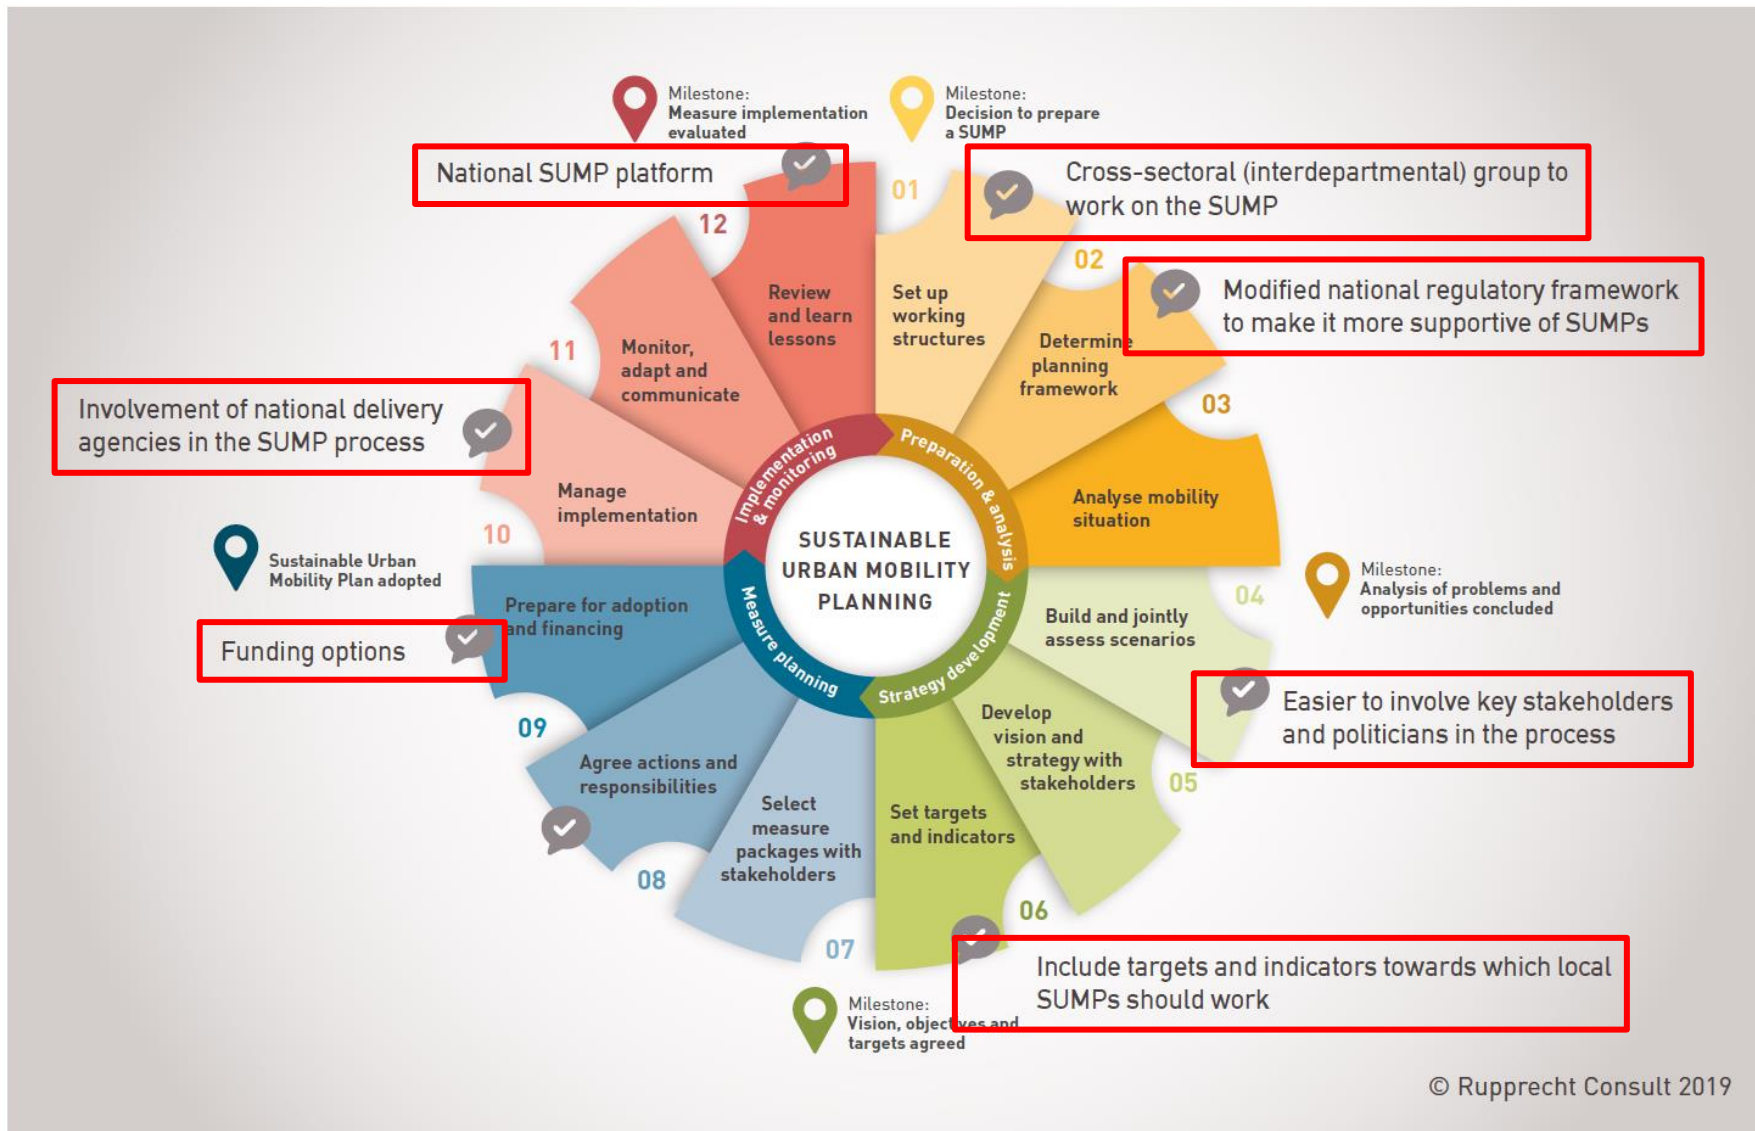 Milestone:
Measure implementation
evaluated
Milestone:
Decision to prepare
a SUMP
National SUMP platform
Cross-sectoral (interdepartmental) group to
work on the SUMP
01
Set up
working
structures
02
Determine
planning
framework
Modified national regulatory framework
to make it more supportive of SUMPs
03
Analyse mobility
situation
Milestone:
Analysis of problems and
opportunities concluded
04
Build and jointly
assess scenarios
Easier to involve key stakeholders
and politicians in the process
05
Develop
vision and
strategy with
stakeholders
06
Set targets
and indicators
Include targets and indicators towards which local
SUMPs should work
Milestone:
Vision, objectives and
targets agreed
07
Select
measure
packages with
stakeholders
08
Agree actions and
responsibilities
09
Prepare for adoption
and financing
Funding options
Sustainable Urban
Mobility Plan adopted
10
Manage
implementation
Involvement of national delivery
agencies in the SUMP process
11
Monitor,
adapt and
communicate
12
Review
and learn
lessons
Preparation & analysis
Strategy development
Measure planning
Implementation
& monitoring
SUSTAINABLE
URBAN MOBILITY
PLANNING
© Rupprecht Consult 2019